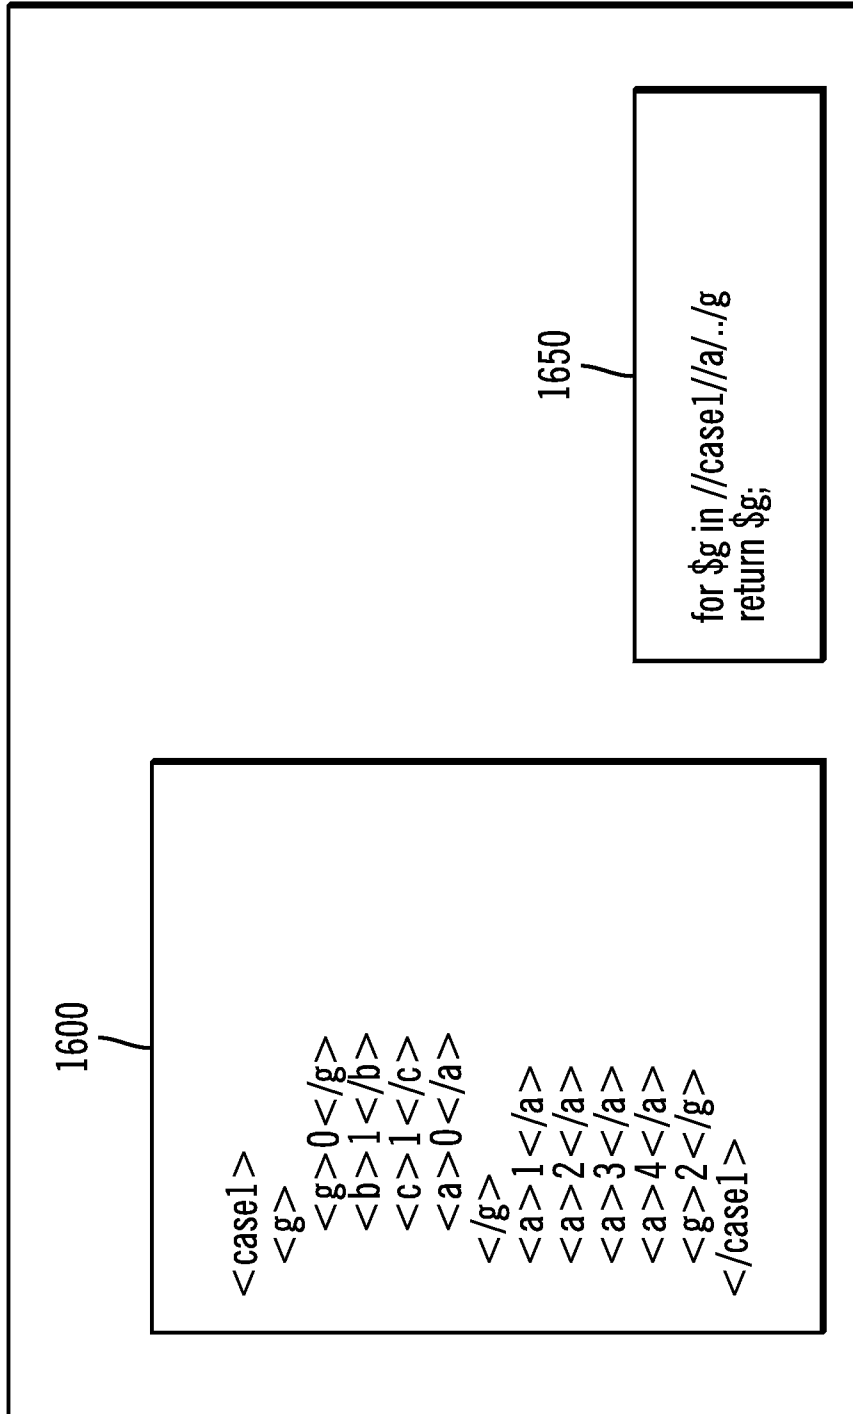 1600
<case1>
<g>
<g>0</g>
<b>1</b>
<c>1</c>
<a>0</a>
</g>
<a>1</a>
<a>2</a>
<a>3</a>
<a>4</a>
<g>2</g>
</case1>
1650
for $g in //case1//a/../g
return $g;